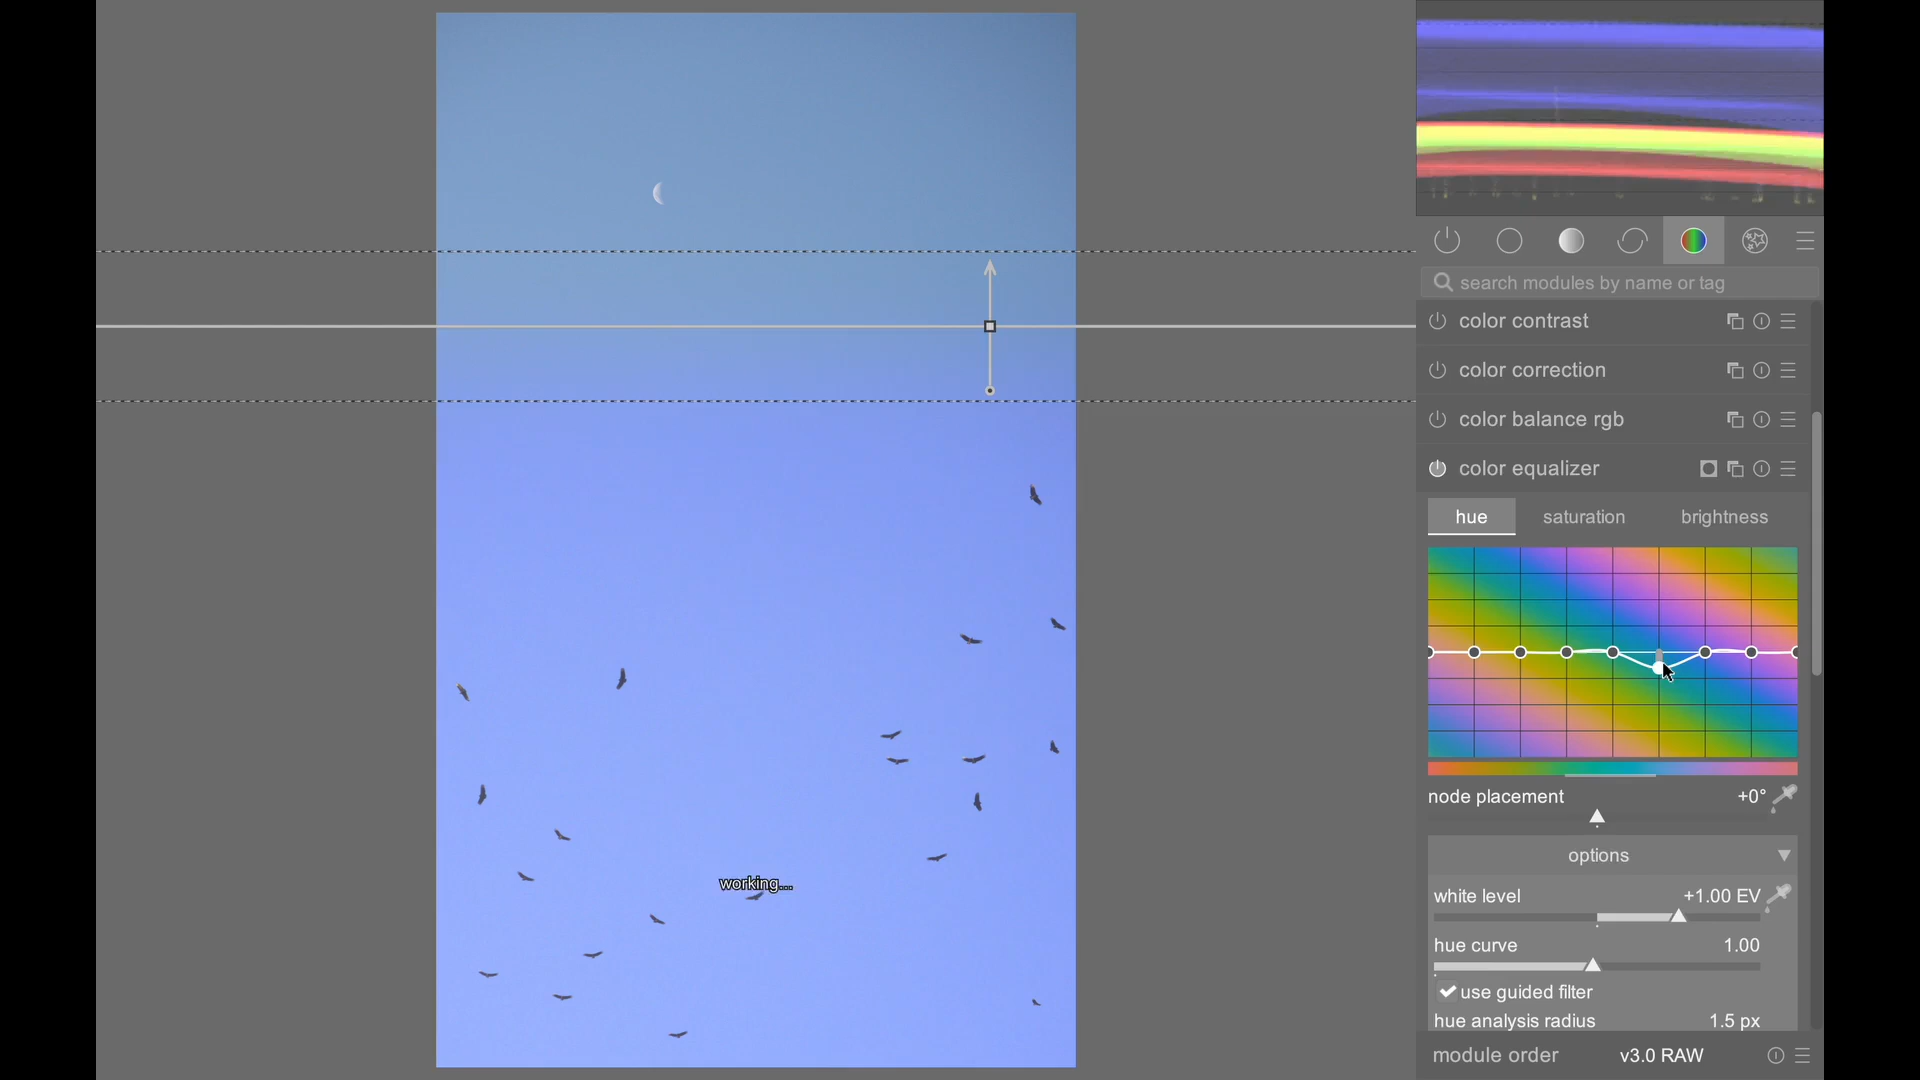 search modules by name or tag
color contrast
color correction
color balance rgb
color equalizer
hue saturation brightness
node placement +0°
options
white level +1.00 EV
hue curve 1.00
use guided filter
hue analysis radius 1.5 px
module order v3.0 RAW
working...